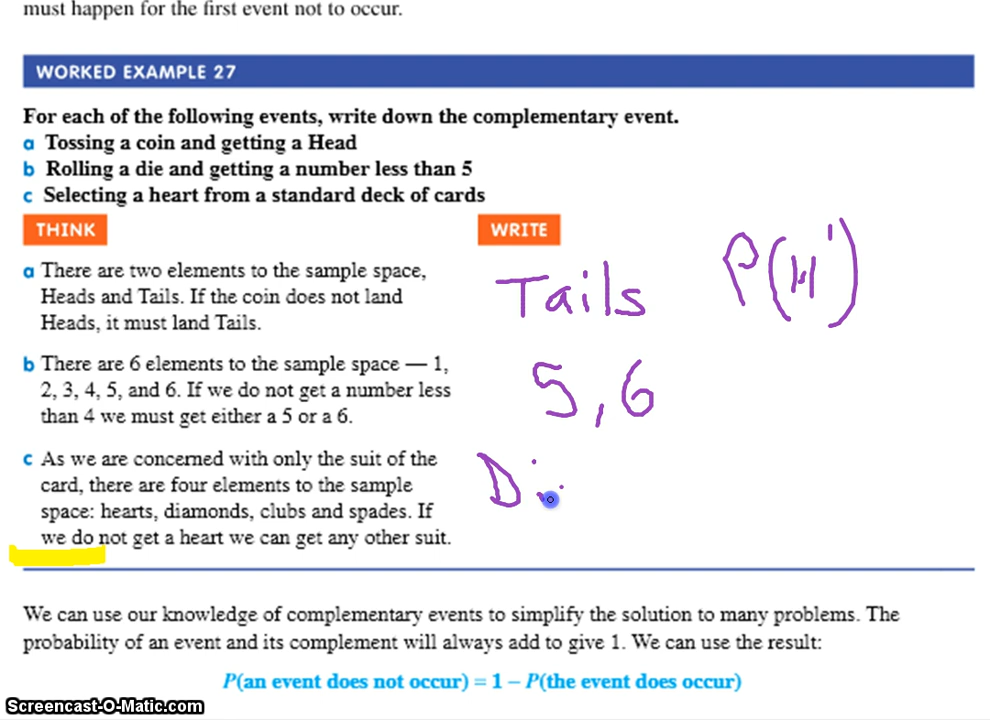 must happen for the first event not to occur.
WORKED EXAMPLE 27
For each of the following events, write down the complementary event.
a Tossing a coin and getting a Head
b Rolling a die and getting a number less than 5
c Selecting a heart from a standard deck of cards
THINK
WRITE
a There are two elements to the sample space,
Heads and Tails. If the coin does not land
Heads, it must land Tails.
Tails P(H')
b There are 6 elements to the sample space — 1,
2, 3, 4, 5, and 6. If we do not get a number less
than 4 we must get either a 5 or a 6.
5, 6
c As we are concerned with only the suit of the
card, there are four elements to the sample
space: hearts, diamonds, clubs and spades. If
we do not get a heart we can get any other suit.
Di
We can use our knowledge of complementary events to simplify the solution to many problems. The
probability of an event and its complement will always add to give 1. We can use the result:
P(an event does not occur) = 1 – P(the event does occur)
Screencast-O-Matic.com